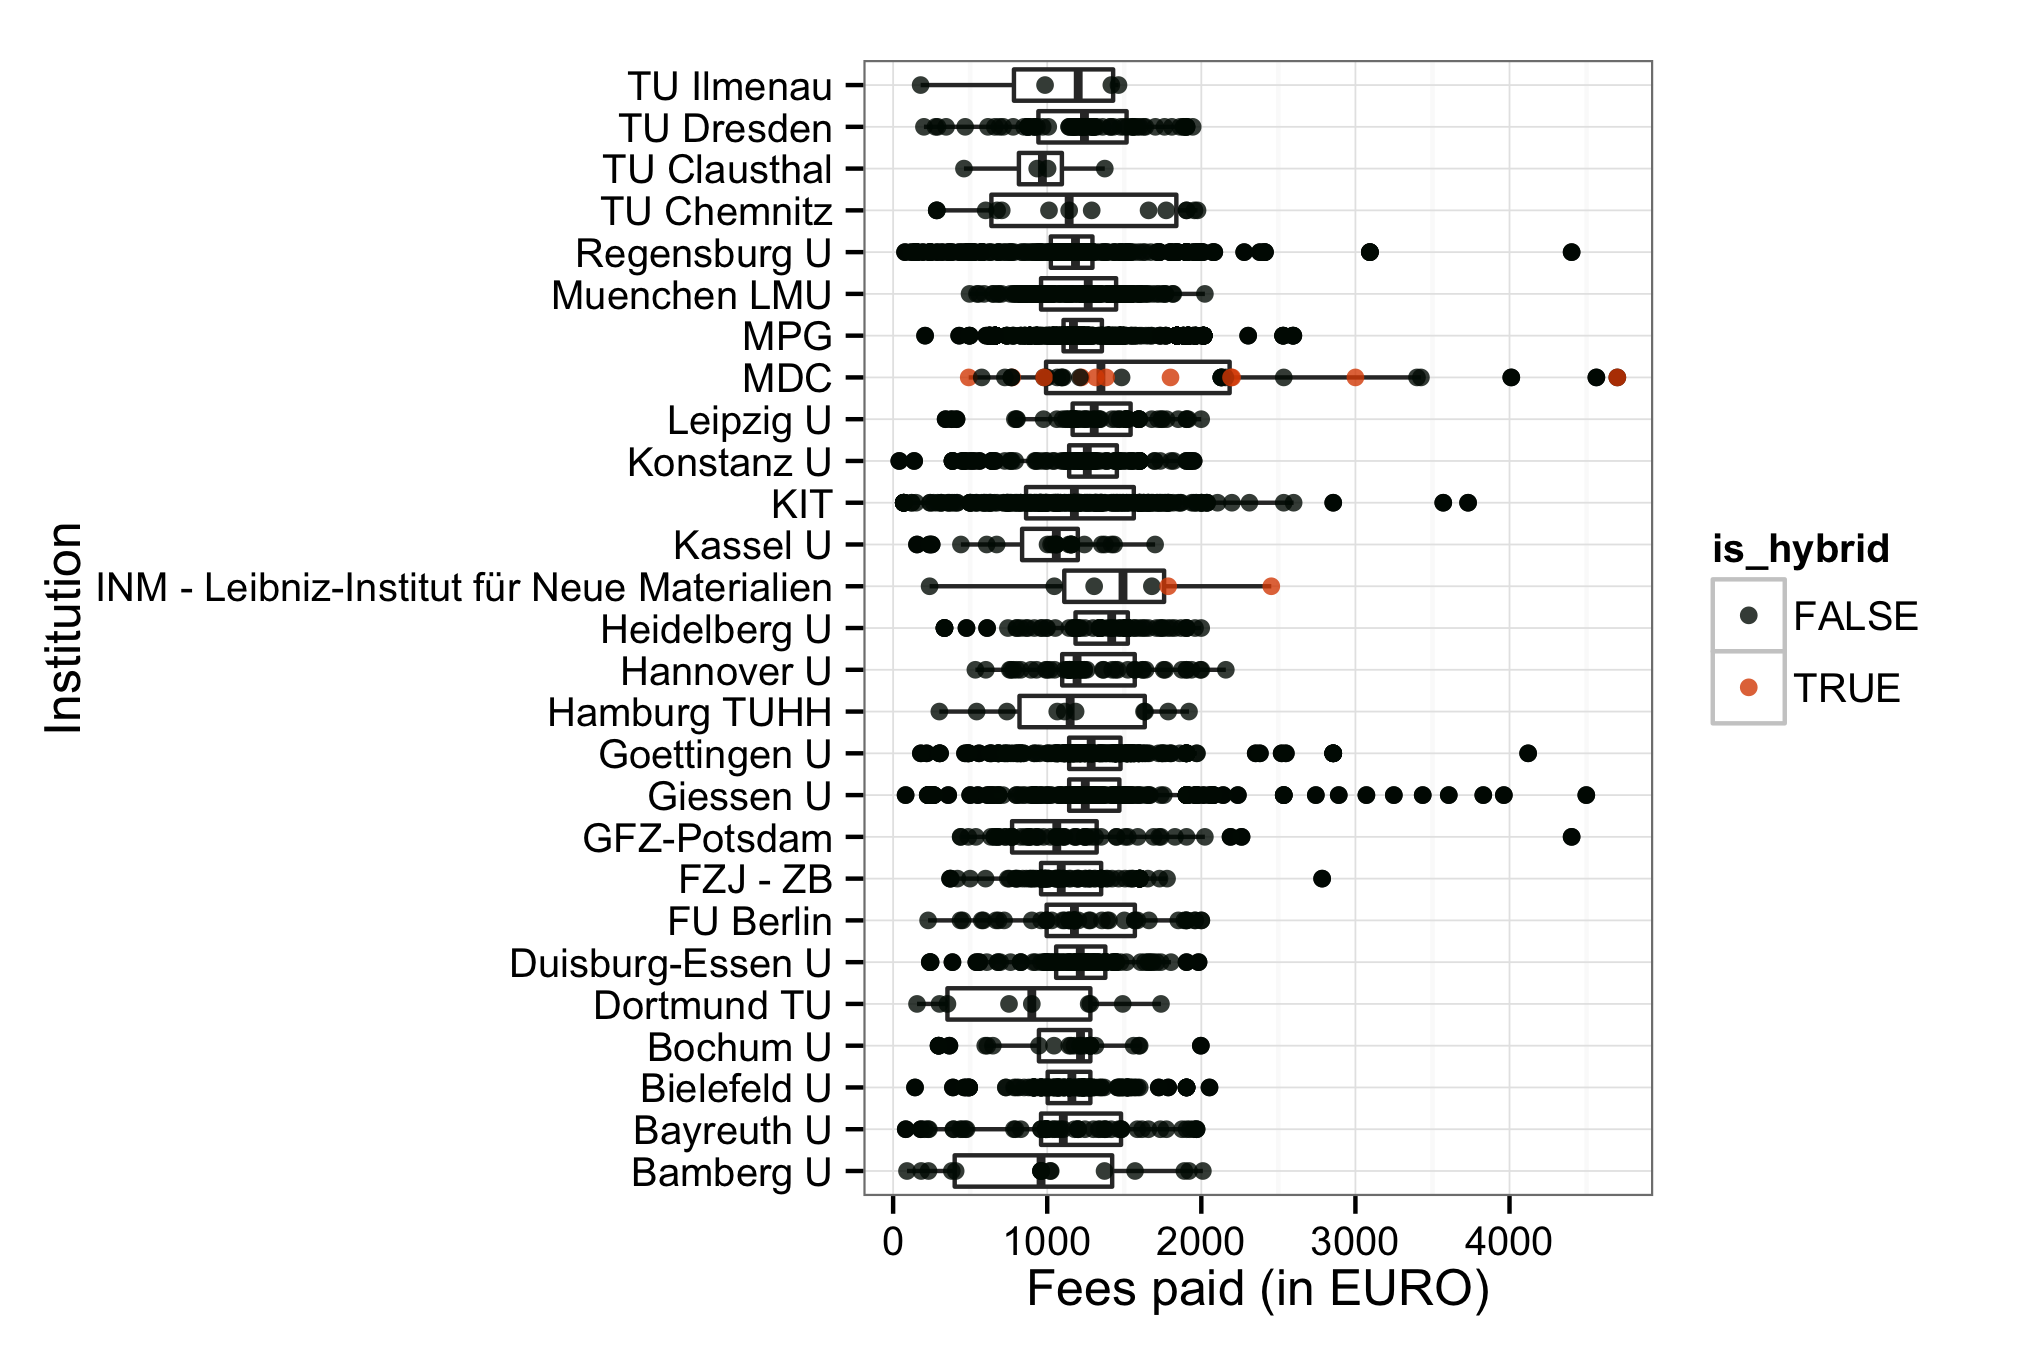 TU Ilmenau
TU Dresden
TU Clausthal
TU Chemnitz
Regensburg U
Muenchen LMU
MPG
MDC
Leipzig U
Konstanz U
KIT
Kassel U
INM - Leibniz-Institut für Neue Materialien
Heidelberg U
Hannover U
Hamburg TUHH
Goettingen U
Giessen U
GFZ-Potsdam
FZJ - ZB
FU Berlin
Duisburg-Essen U
Dortmund TU
Bochum U
Bielefeld U
Bayreuth U
Bamberg U
Institution
0 1000 2000 3000 4000
Fees paid (in EURO)
is_hybrid
FALSE
TRUE